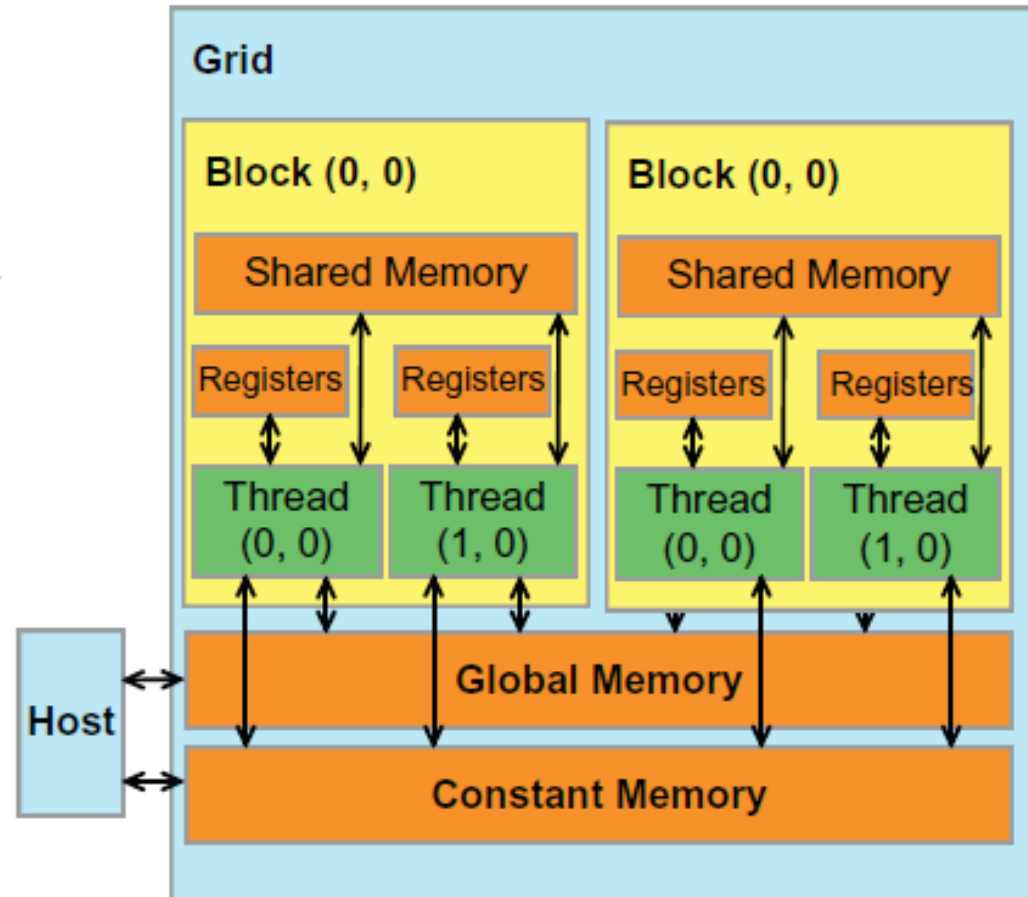 Grid
Block (0, 0)
Block (0, 0)
Shared Memory
Shared Memory
Registers
Registers
Registers
Registers
Thread
(0, 0)
Thread
(1, 0)
Thread
(0, 0)
Thread
(1, 0)
Host
Global Memory
Constant Memory